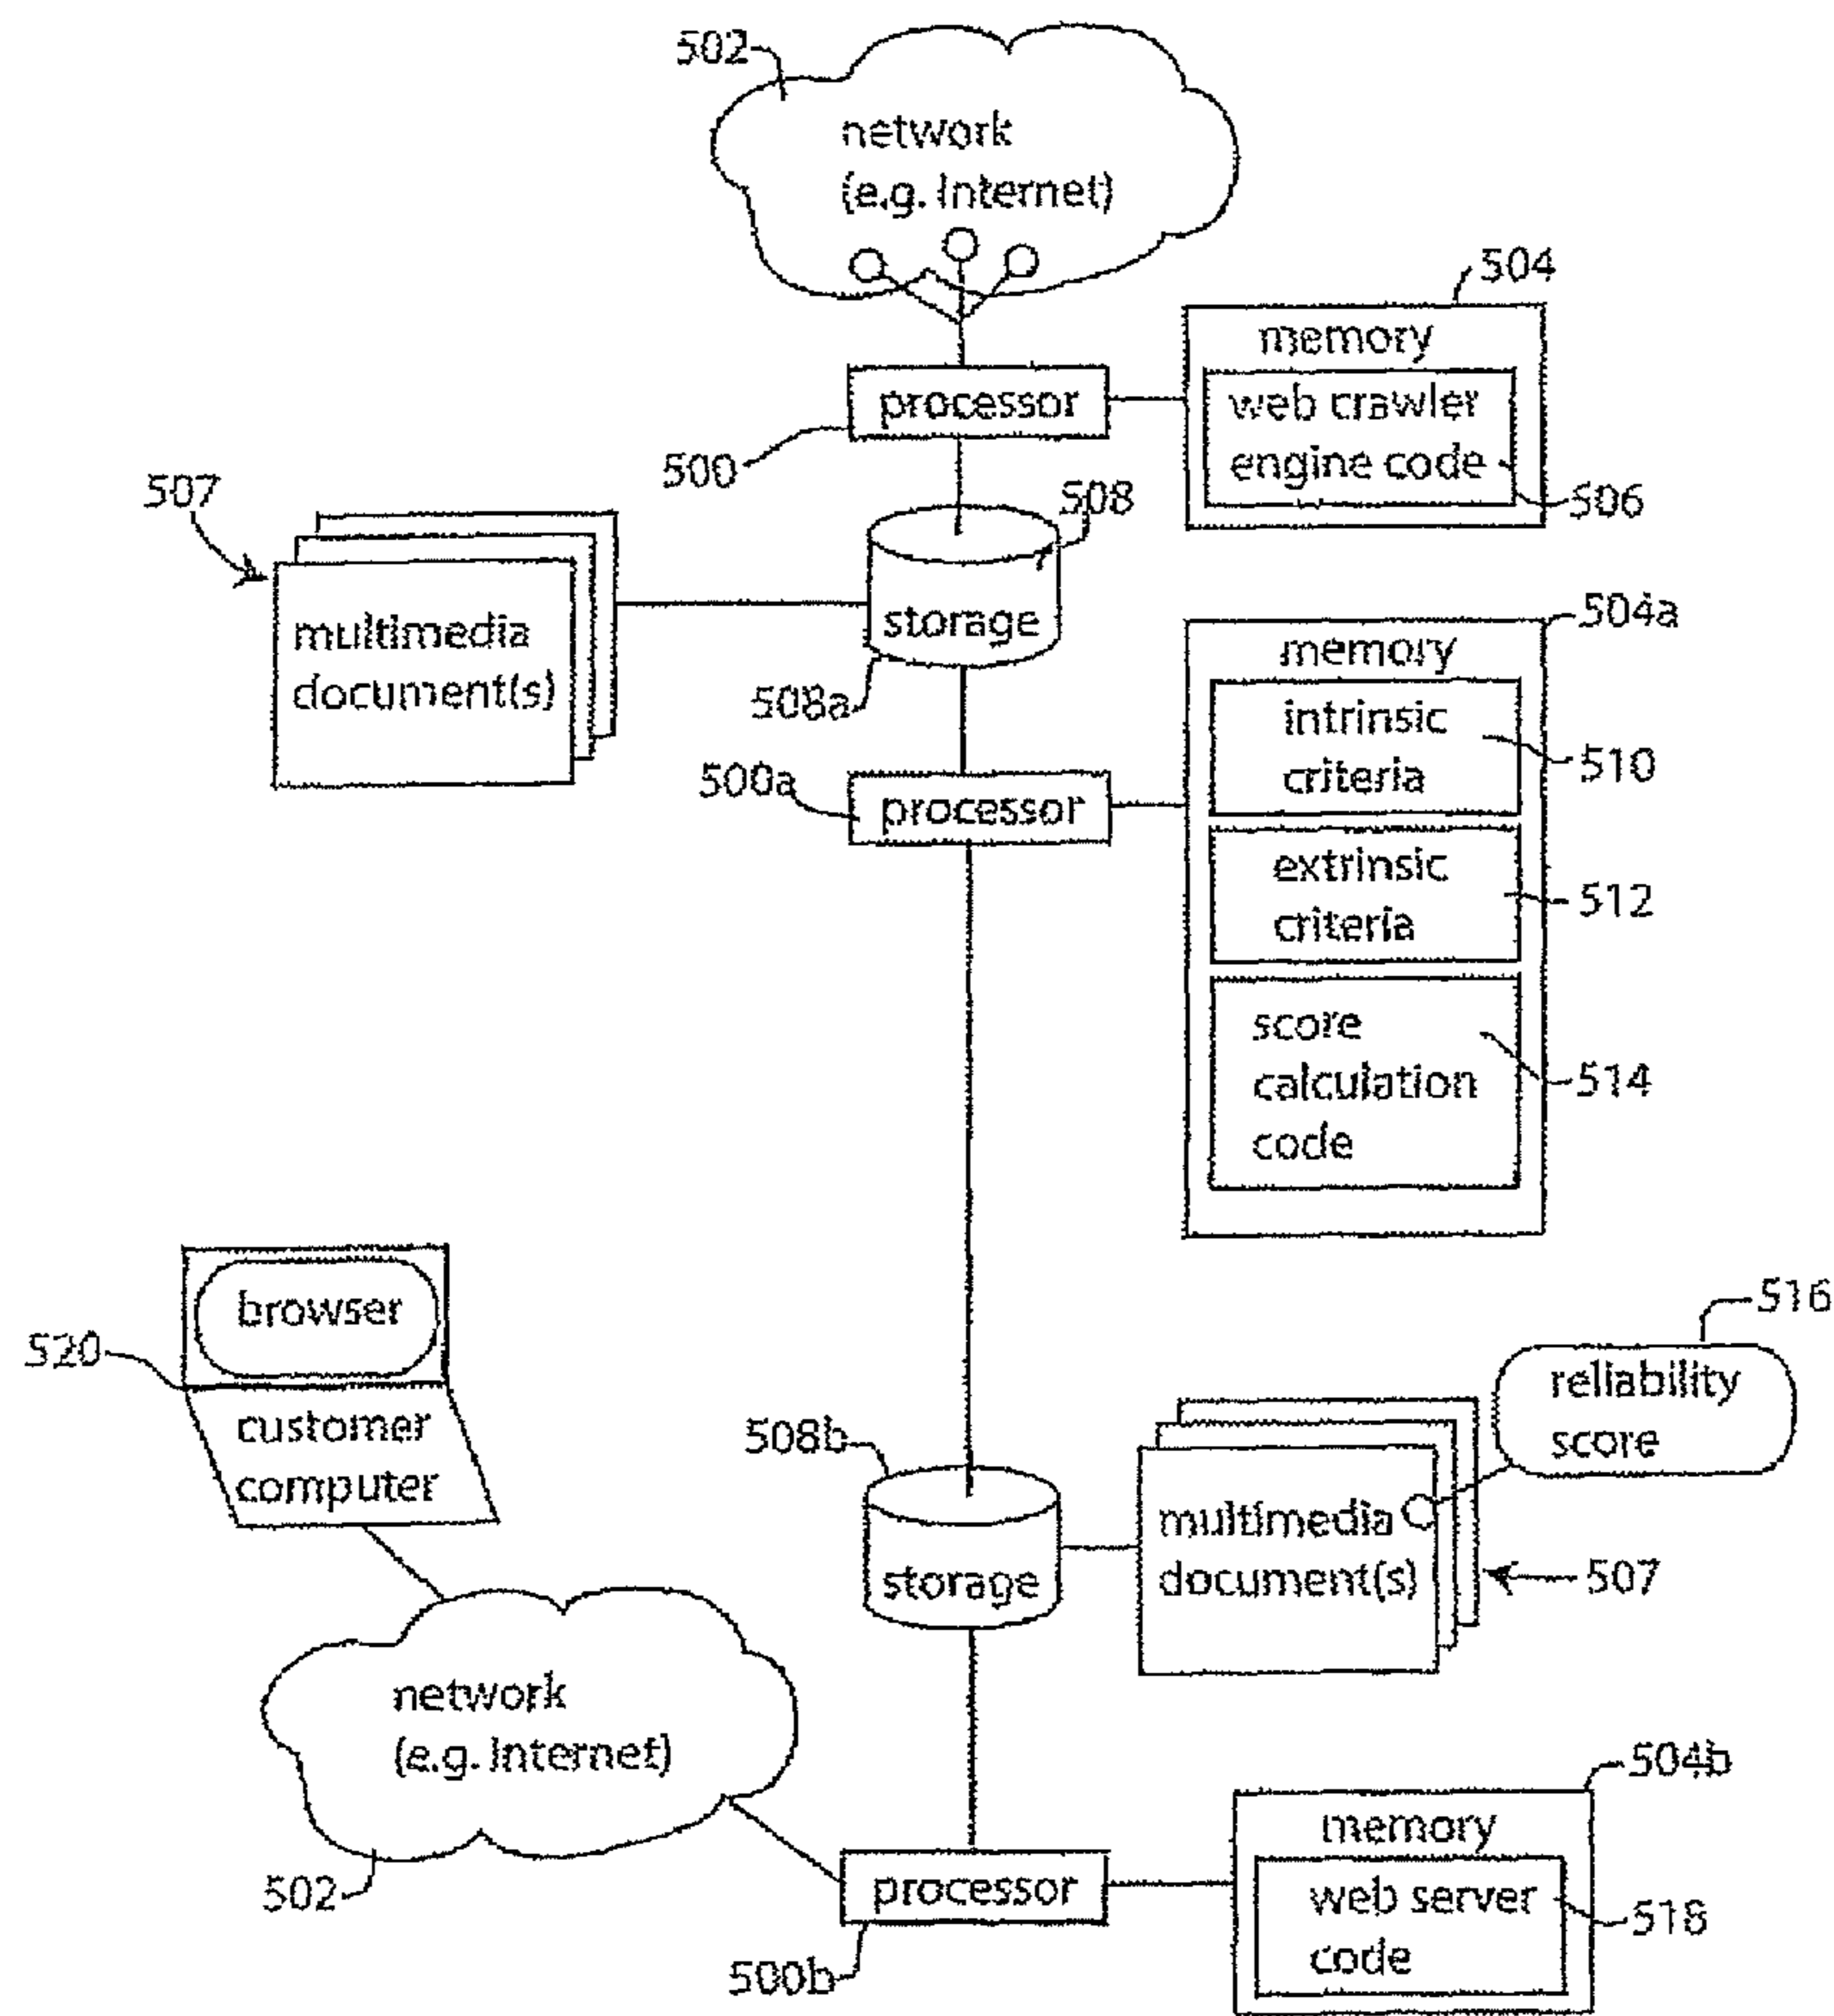 502
network
(e.g. Internet)
504
memory
web crawler
engine code
506
processor
500
507
508
multimedia
document(s)
storage
508a
504a
memory
intrinsic
criteria
510
500a
processor
extrinsic
criteria
512
score
calculation
code
514
browser
520
customer
computer
516
reliability
score
508b
storage
multimedia
document(s)
507
network
(e.g. Internet)
502
504b
memory
processor
web server
code
518
500b